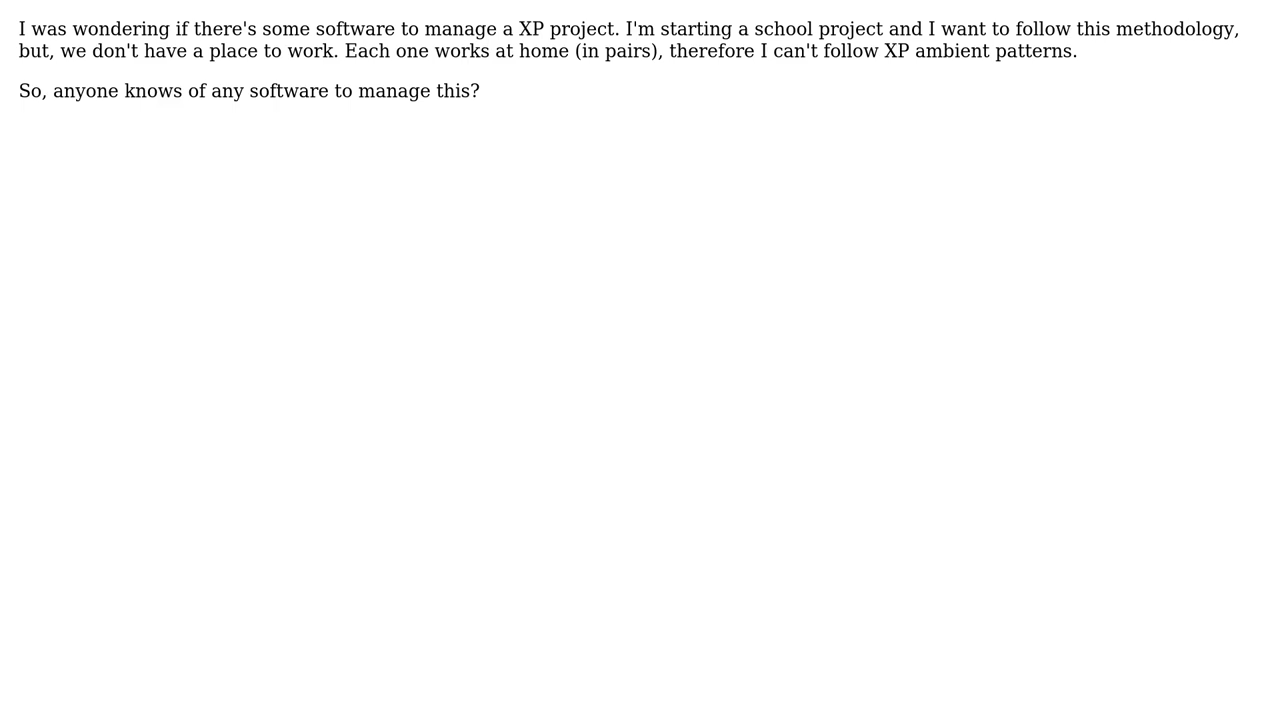 I was wondering if there's some software to manage a XP project. I'm starting a school project and I want to follow this methodology,
but, we don't have a place to work. Each one works at home (in pairs), therefore I can't follow XP ambient patterns.
So, anyone knows of any software to manage this?